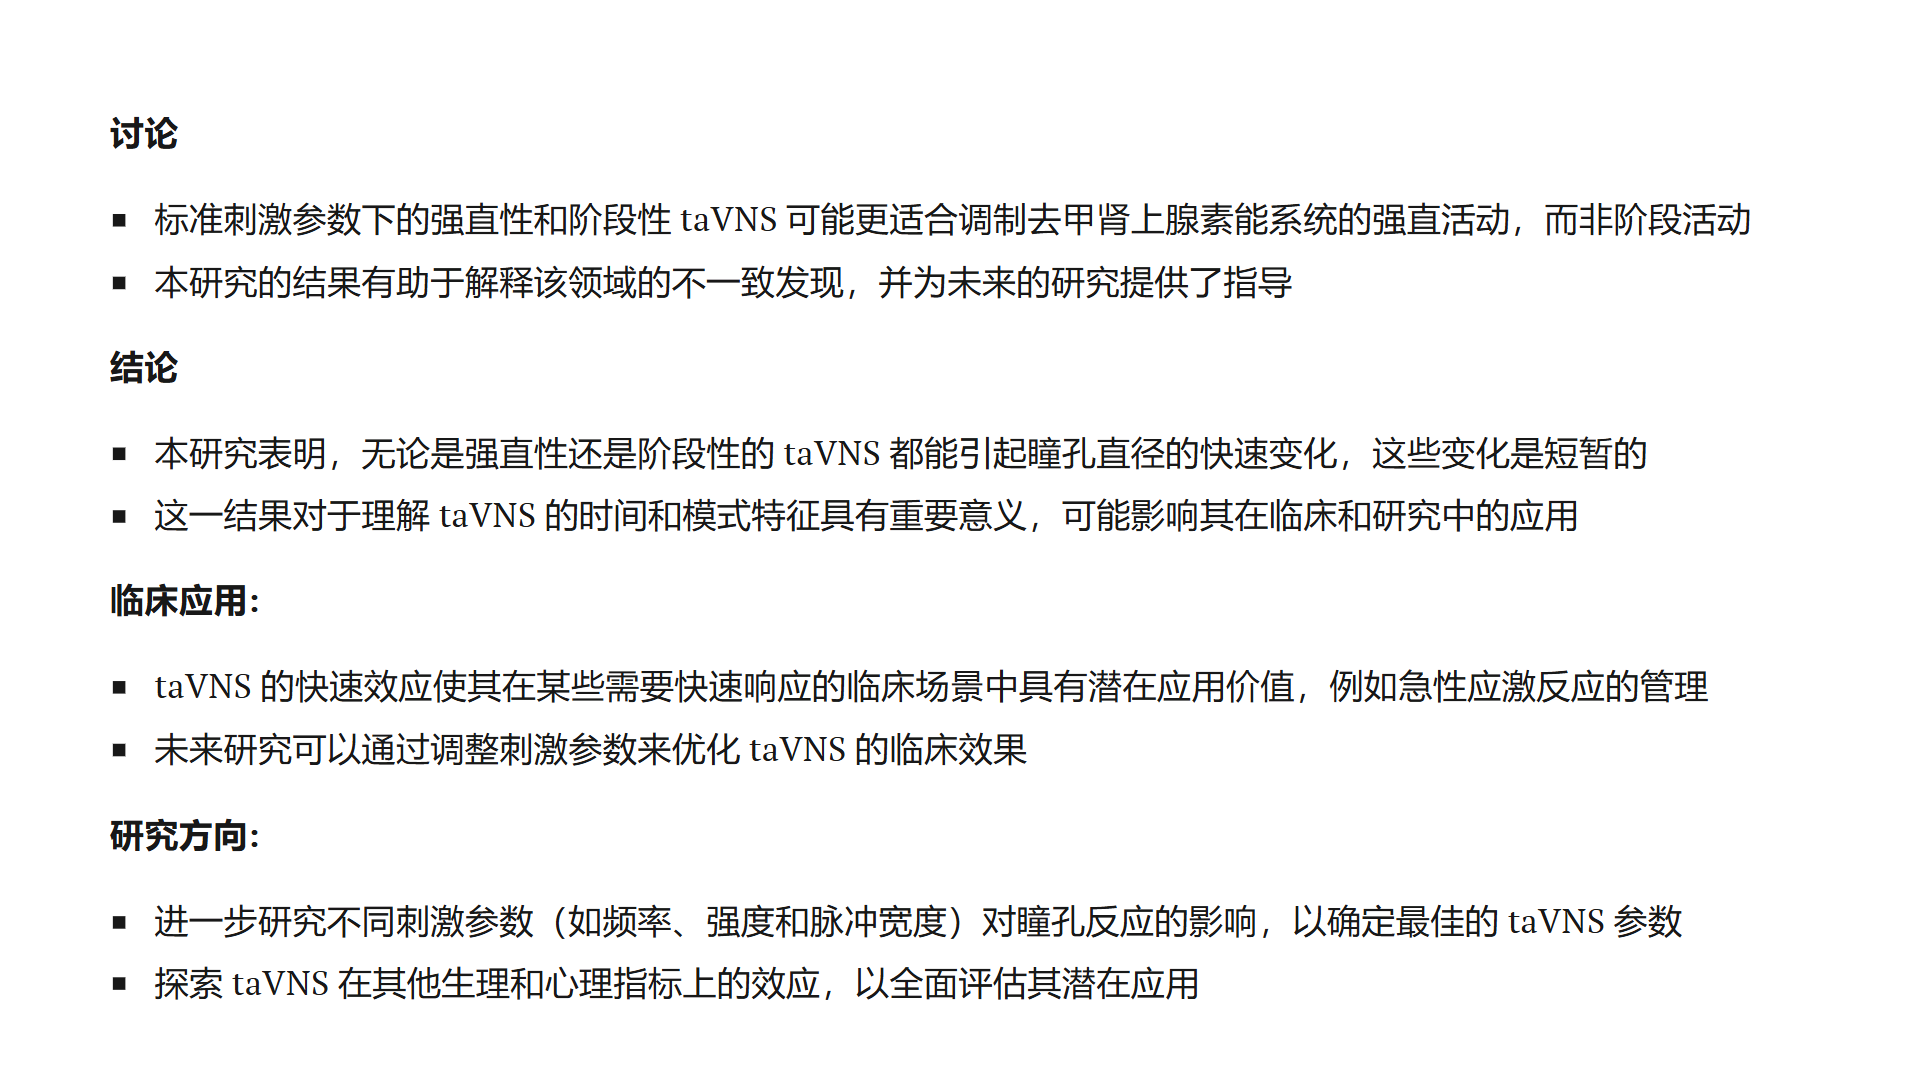 讨论
▪ 标准刺激参数下的强直性和阶段性 taVNS 可能更适合调制去甲肾上腺素能系统的强直活动，而非阶段活动
▪ 本研究的结果有助于解释该领域的不一致发现，并为未来的研究提供了指导
结论
▪ 本研究表明，无论是强直性还是阶段性的 taVNS 都能引起瞳孔直径的快速变化，这些变化是短暂的
▪ 这一结果对于理解 taVNS 的时间和模式特征具有重要意义，可能影响其在临床和研究中的应用
临床应用：
▪ taVNS 的快速效应使其在某些需要快速响应的临床场景中具有潜在应用价值，例如急性应激反应的管理
▪ 未来研究可以通过调整刺激参数来优化 taVNS 的临床效果
研究方向：
▪ 进一步研究不同刺激参数（如频率、强度和脉冲宽度）对瞳孔反应的影响，以确定最佳的 taVNS 参数
▪ 探索 taVNS 在其他生理和心理指标上的效应，以全面评估其潜在应用